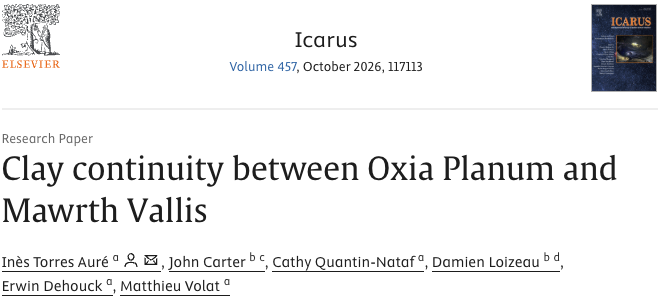 ELSEVIER
Icarus
Volume 457, October 2026, 117113
ICARUS
Research Paper
Clay continuity between Oxia Planum and
Mawrth Vallis
Inès Torres Auré a, John Carter b c, Cathy Quantin-Nataf a, Damien Loizeau b d,
Erwin Dehouck a, Matthieu Volat a